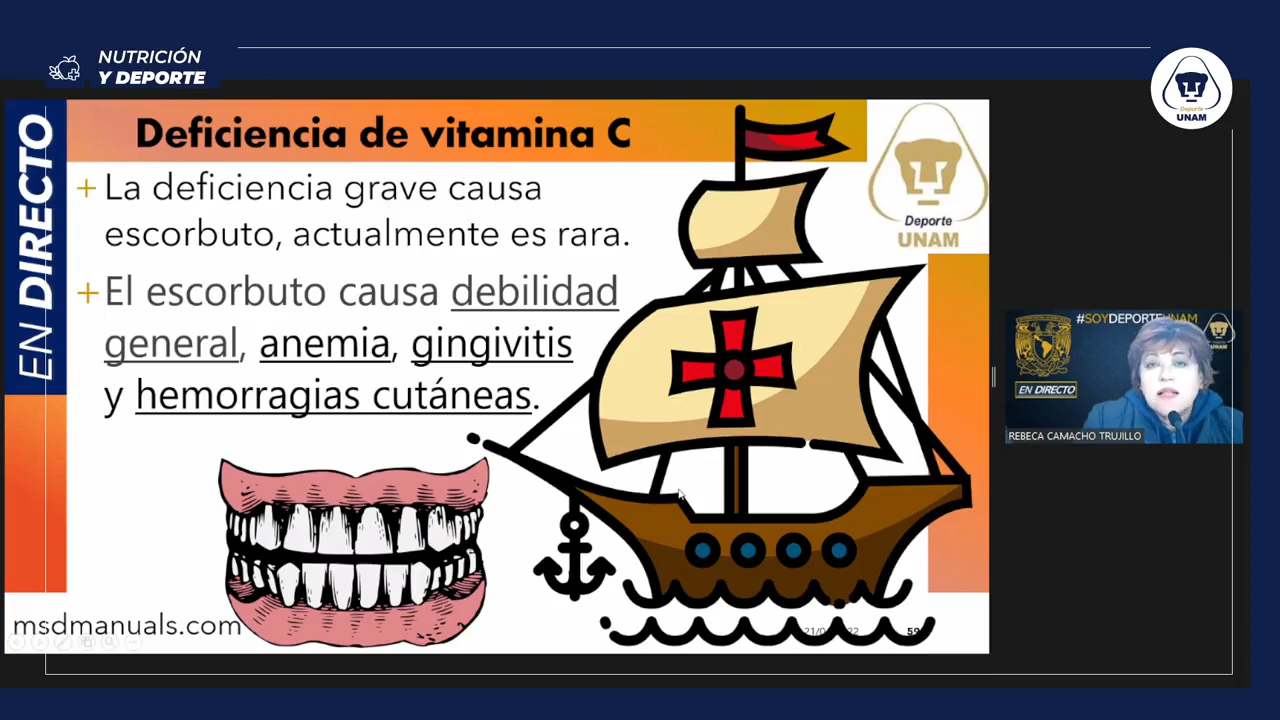 NUTRICIÓN
Y DEPORTE
Deporte
UNAM
EN DIRECTO
Deficiencia de vitamina C
+ La deficiencia grave causa
escorbuto, actualmente es rara.
+ El escorbuto causa debilidad
general, anemia, gingivitis
y hemorragias cutáneas.
Deporte
UNAM
#SOYDEPORTEUNAM
EN DIRECTO
REBECA CAMACHO TRUJILLO
msdmanuals.com
59